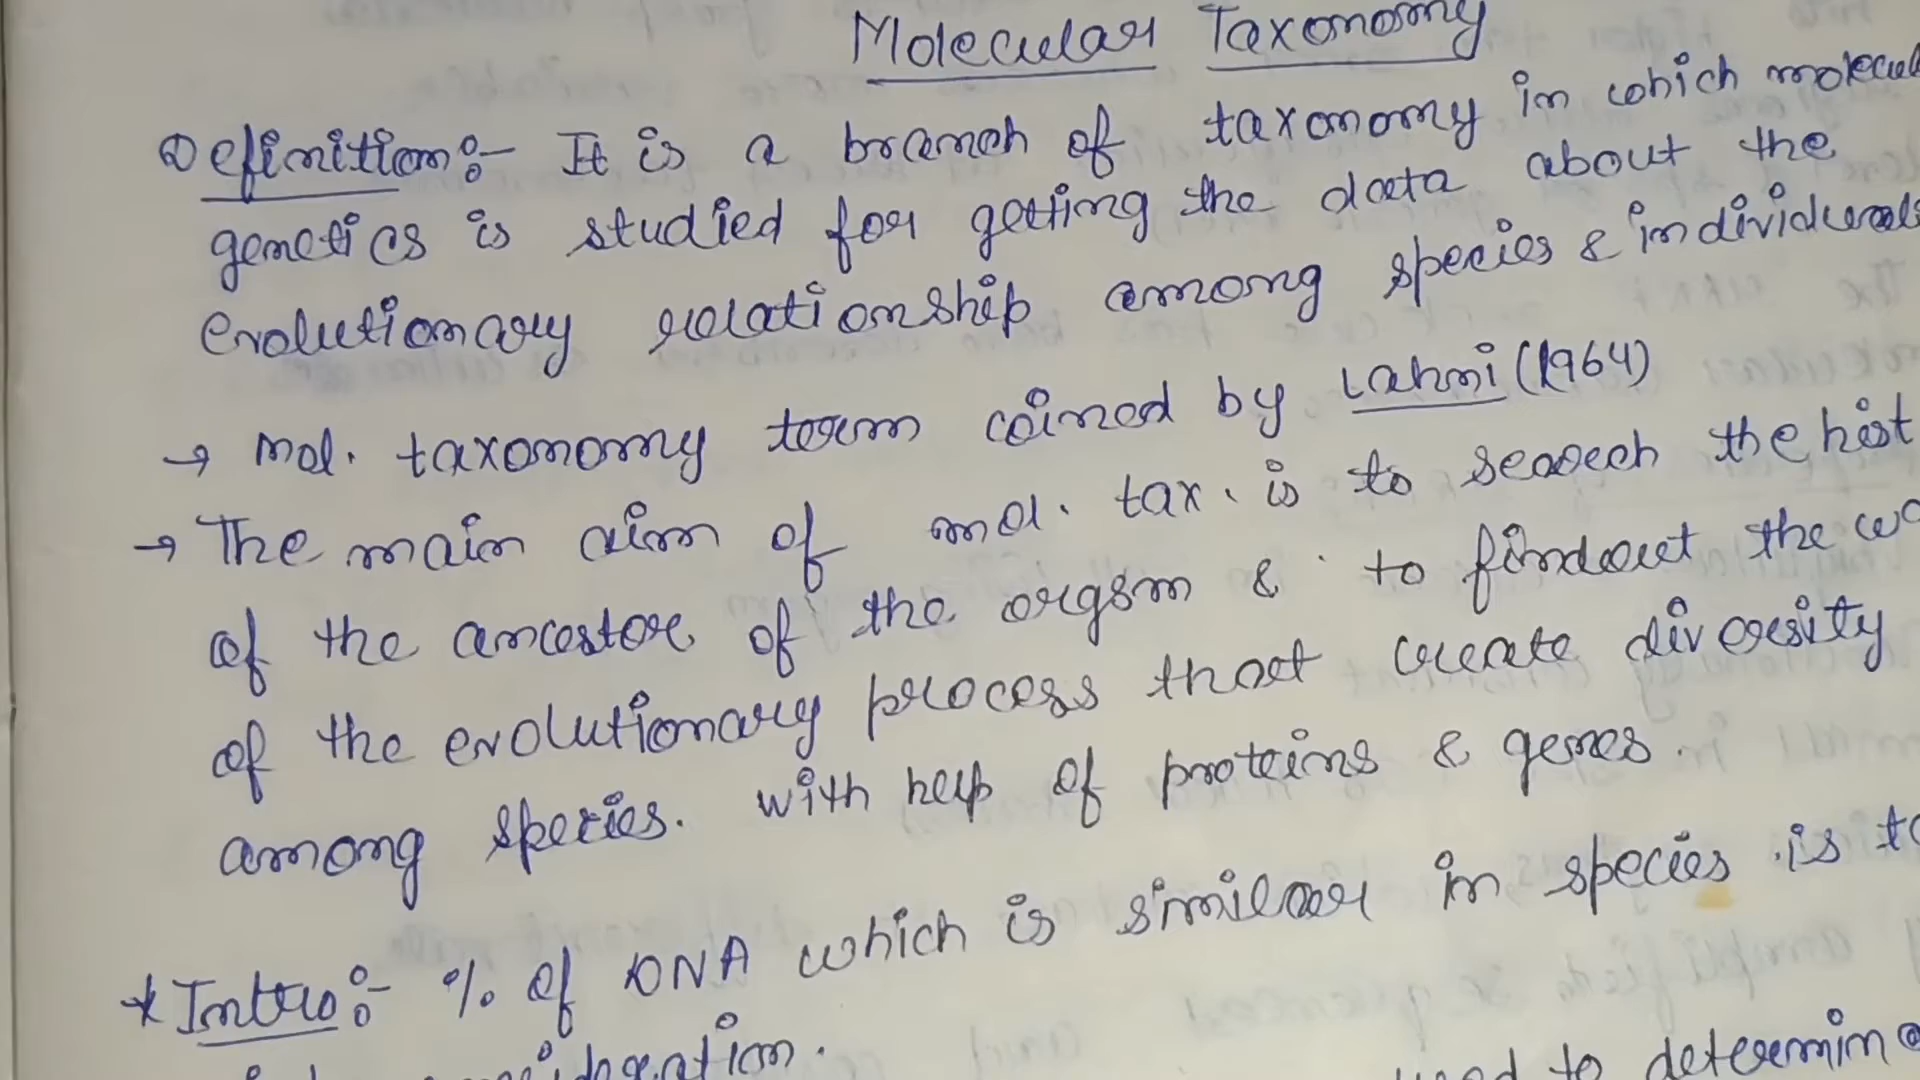 Molecular Taxonomy
Definition:- It is a branch of taxonomy in which molecul
genetics is studied for getting the data about the
evolutionary relationship among species & individuals
→ mol. taxonomy term coined by Lahni (1964)
→ The main aim of mol. tax. is to search the hist
of the ancestore of the orgsm & to findout the
of the evolutionary process that create diversity
among species. with help of proteins & genes.
* Intro:- % of DNA which is similar in species is
used to determine